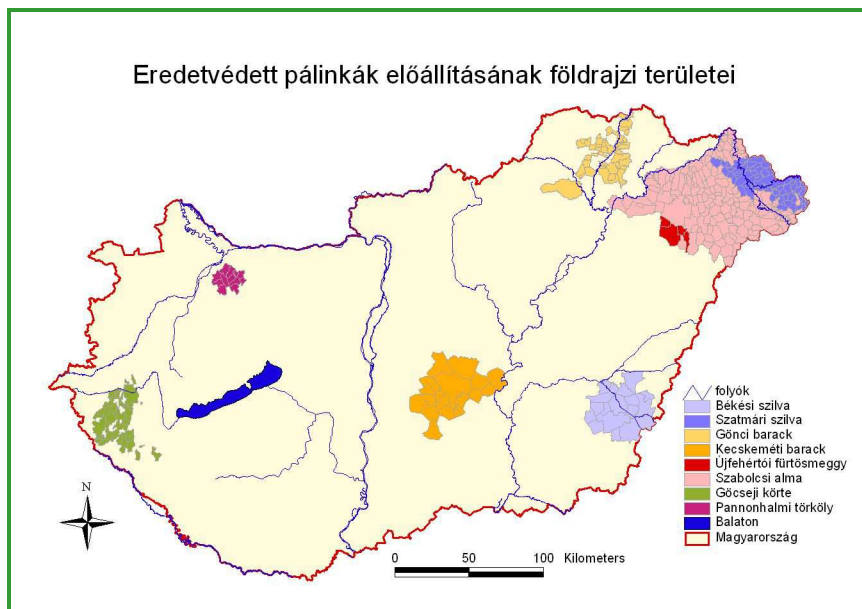 Eredetvédett pálinkák előállításának földrajzi területei
folyók
Békési szilva
Szatmári szilva
Gönci barack
Kecskeméti barack
Újfehértói fürtösmeggy
Szabolcsi alma
Göcseji körte
Pannonhalmi törköly
Balaton
Magyarország
N
0 50 100 Kilometers